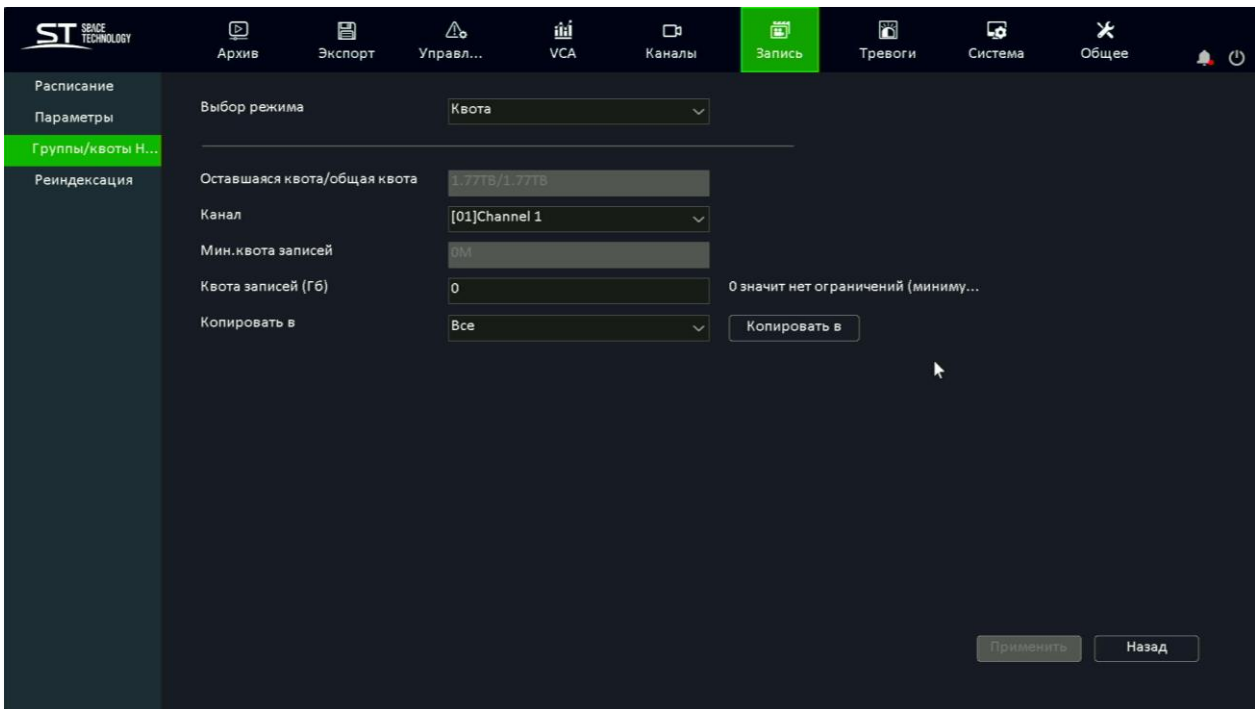 ST SPACE TECHNOLOGY
Архив Экспорт Управл... VCA Каналы Запись Тревоги Система Общее
Расписание
Параметры
Группы/квоты Н...
Реиндексация
Выбор режима Квота
Оставшаяся квота/общая квота 1.77TB/1.77TB
Канал [01]Channel 1
Мин.квота записей 0M
Квота записей (Гб) 0 0 значит нет ограничений (миниму...
Копировать в Все Копировать в
Применить Назад